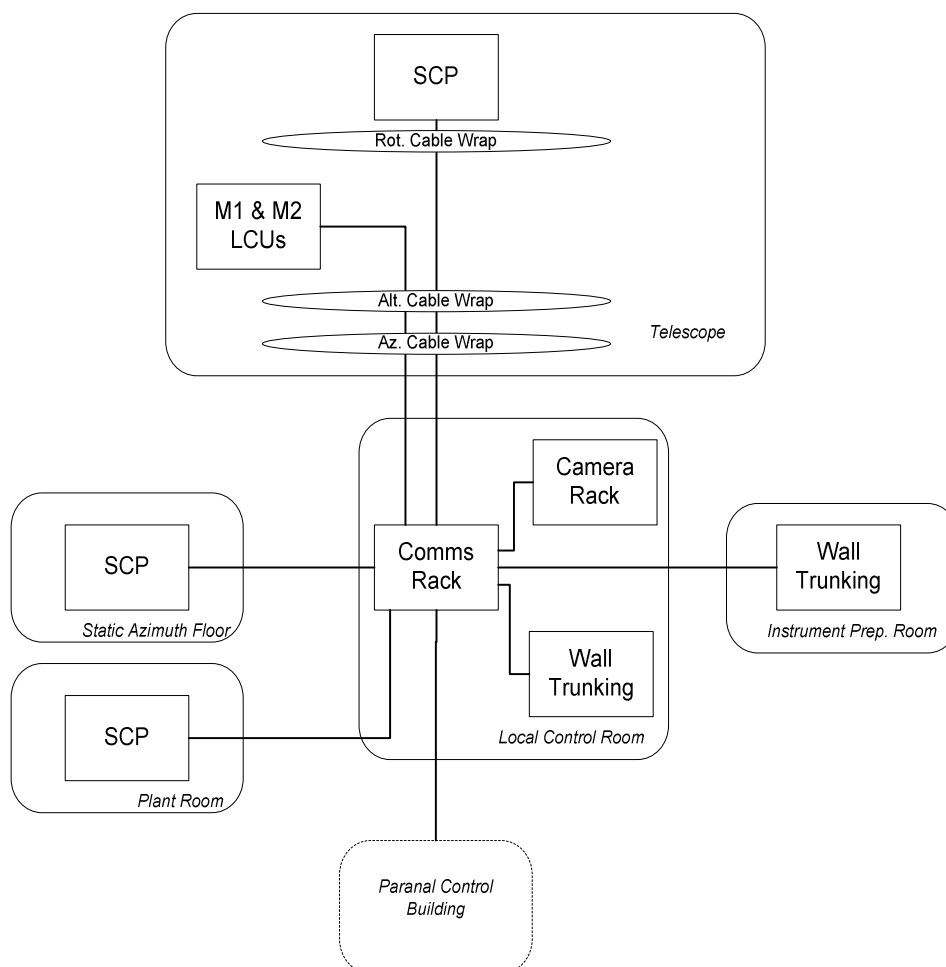 SCP
Rot. Cable Wrap
M1 & M2
LCUs
Alt. Cable Wrap
Az. Cable Wrap
Telescope
Camera
Rack
SCP
Static Azimuth Floor
Comms
Rack
Wall
Trunking
Instrument Prep. Room
Wall
Trunking
Local Control Room
SCP
Plant Room
Paranal Control
Building